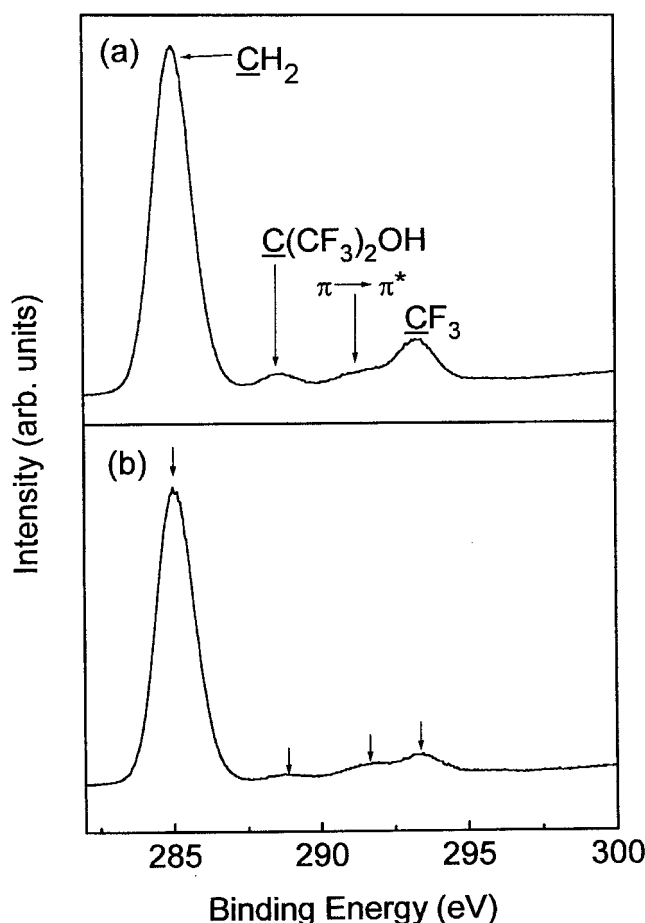 (a)
CH₂
C(CF₃)₂OH
π → π*
CF₃
(b)
Intensity (arb. units)
285 290 295 300
Binding Energy (eV)